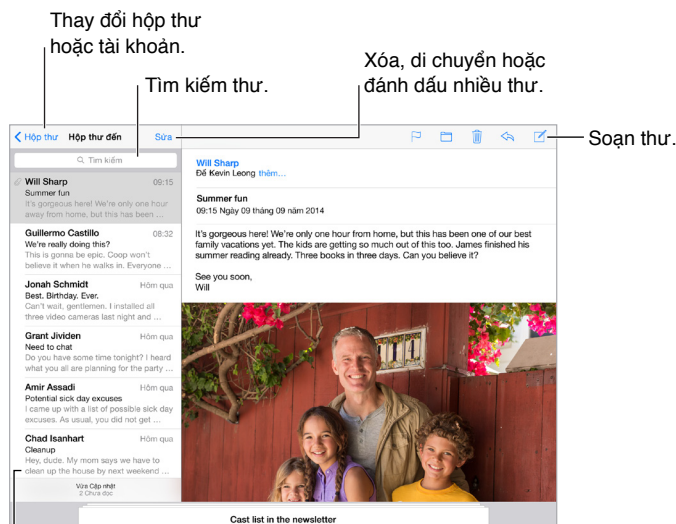 Thay đổi hộp thư
hoặc tài khoản.
Tìm kiếm thư.
Xóa, di chuyển hoặc
đánh dấu nhiều thư.
Soạn thư.
Hộp thư Hộp thư đến Sửa
Tìm kiếm
Will Sharp 09:15
Summer fun
It's gorgeous here! We're only one hour
away from home, but this has been ...
Guillermo Castillo 08:32
We're really doing this?
This is gonna be epic. Coop won't
believe it when he walks in. Everyone ...
Jonah Schmidt Hôm qua
Best. Birthday. Ever.
Can't wait, gentlemen. I installed all
three video cameras last night and ...
Grant Jividen Hôm qua
Need to chat
Do you have some time tonight? I heard
what you all are planning for the party ...
Amir Assadi Hôm qua
Potential sick day excuses
I came up with a list of possible sick day
excuses. As usual, you did not get ...
Chad Isanhart Hôm qua
Cleanup
Hey, dude. My mom says we have to
clean up the house by next weekend ...
Vừa Cập nhật
2 Chưa đọc
Will Sharp
Để Kevin Leong thêm...
Summer fun
09:15 Ngày 09 tháng 09 năm 2014
It's gorgeous here! We're only one hour from home, but this has been one of our best
family vacations yet. The kids are getting so much out of this too. James finished his
summer reading already. Three books in three days. Can you believe it?
See you soon,
Will
Cast list in the newsletter